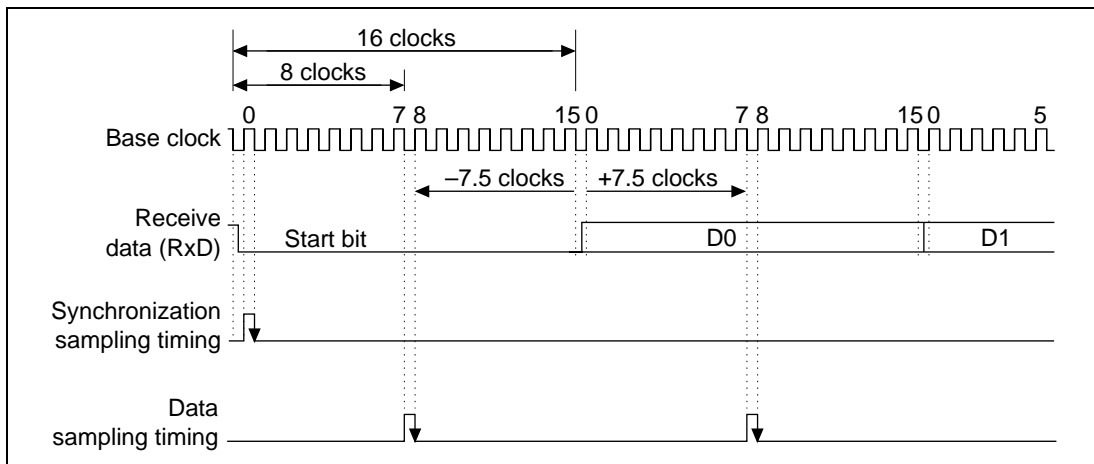 16 clocks
8 clocks
0 7 8 15 0 7 8 15 0 5
Base clock
–7.5 clocks +7.5 clocks
Receive
data (RxD)
Start bit D0 D1
Synchronization
sampling timing
Data
sampling timing